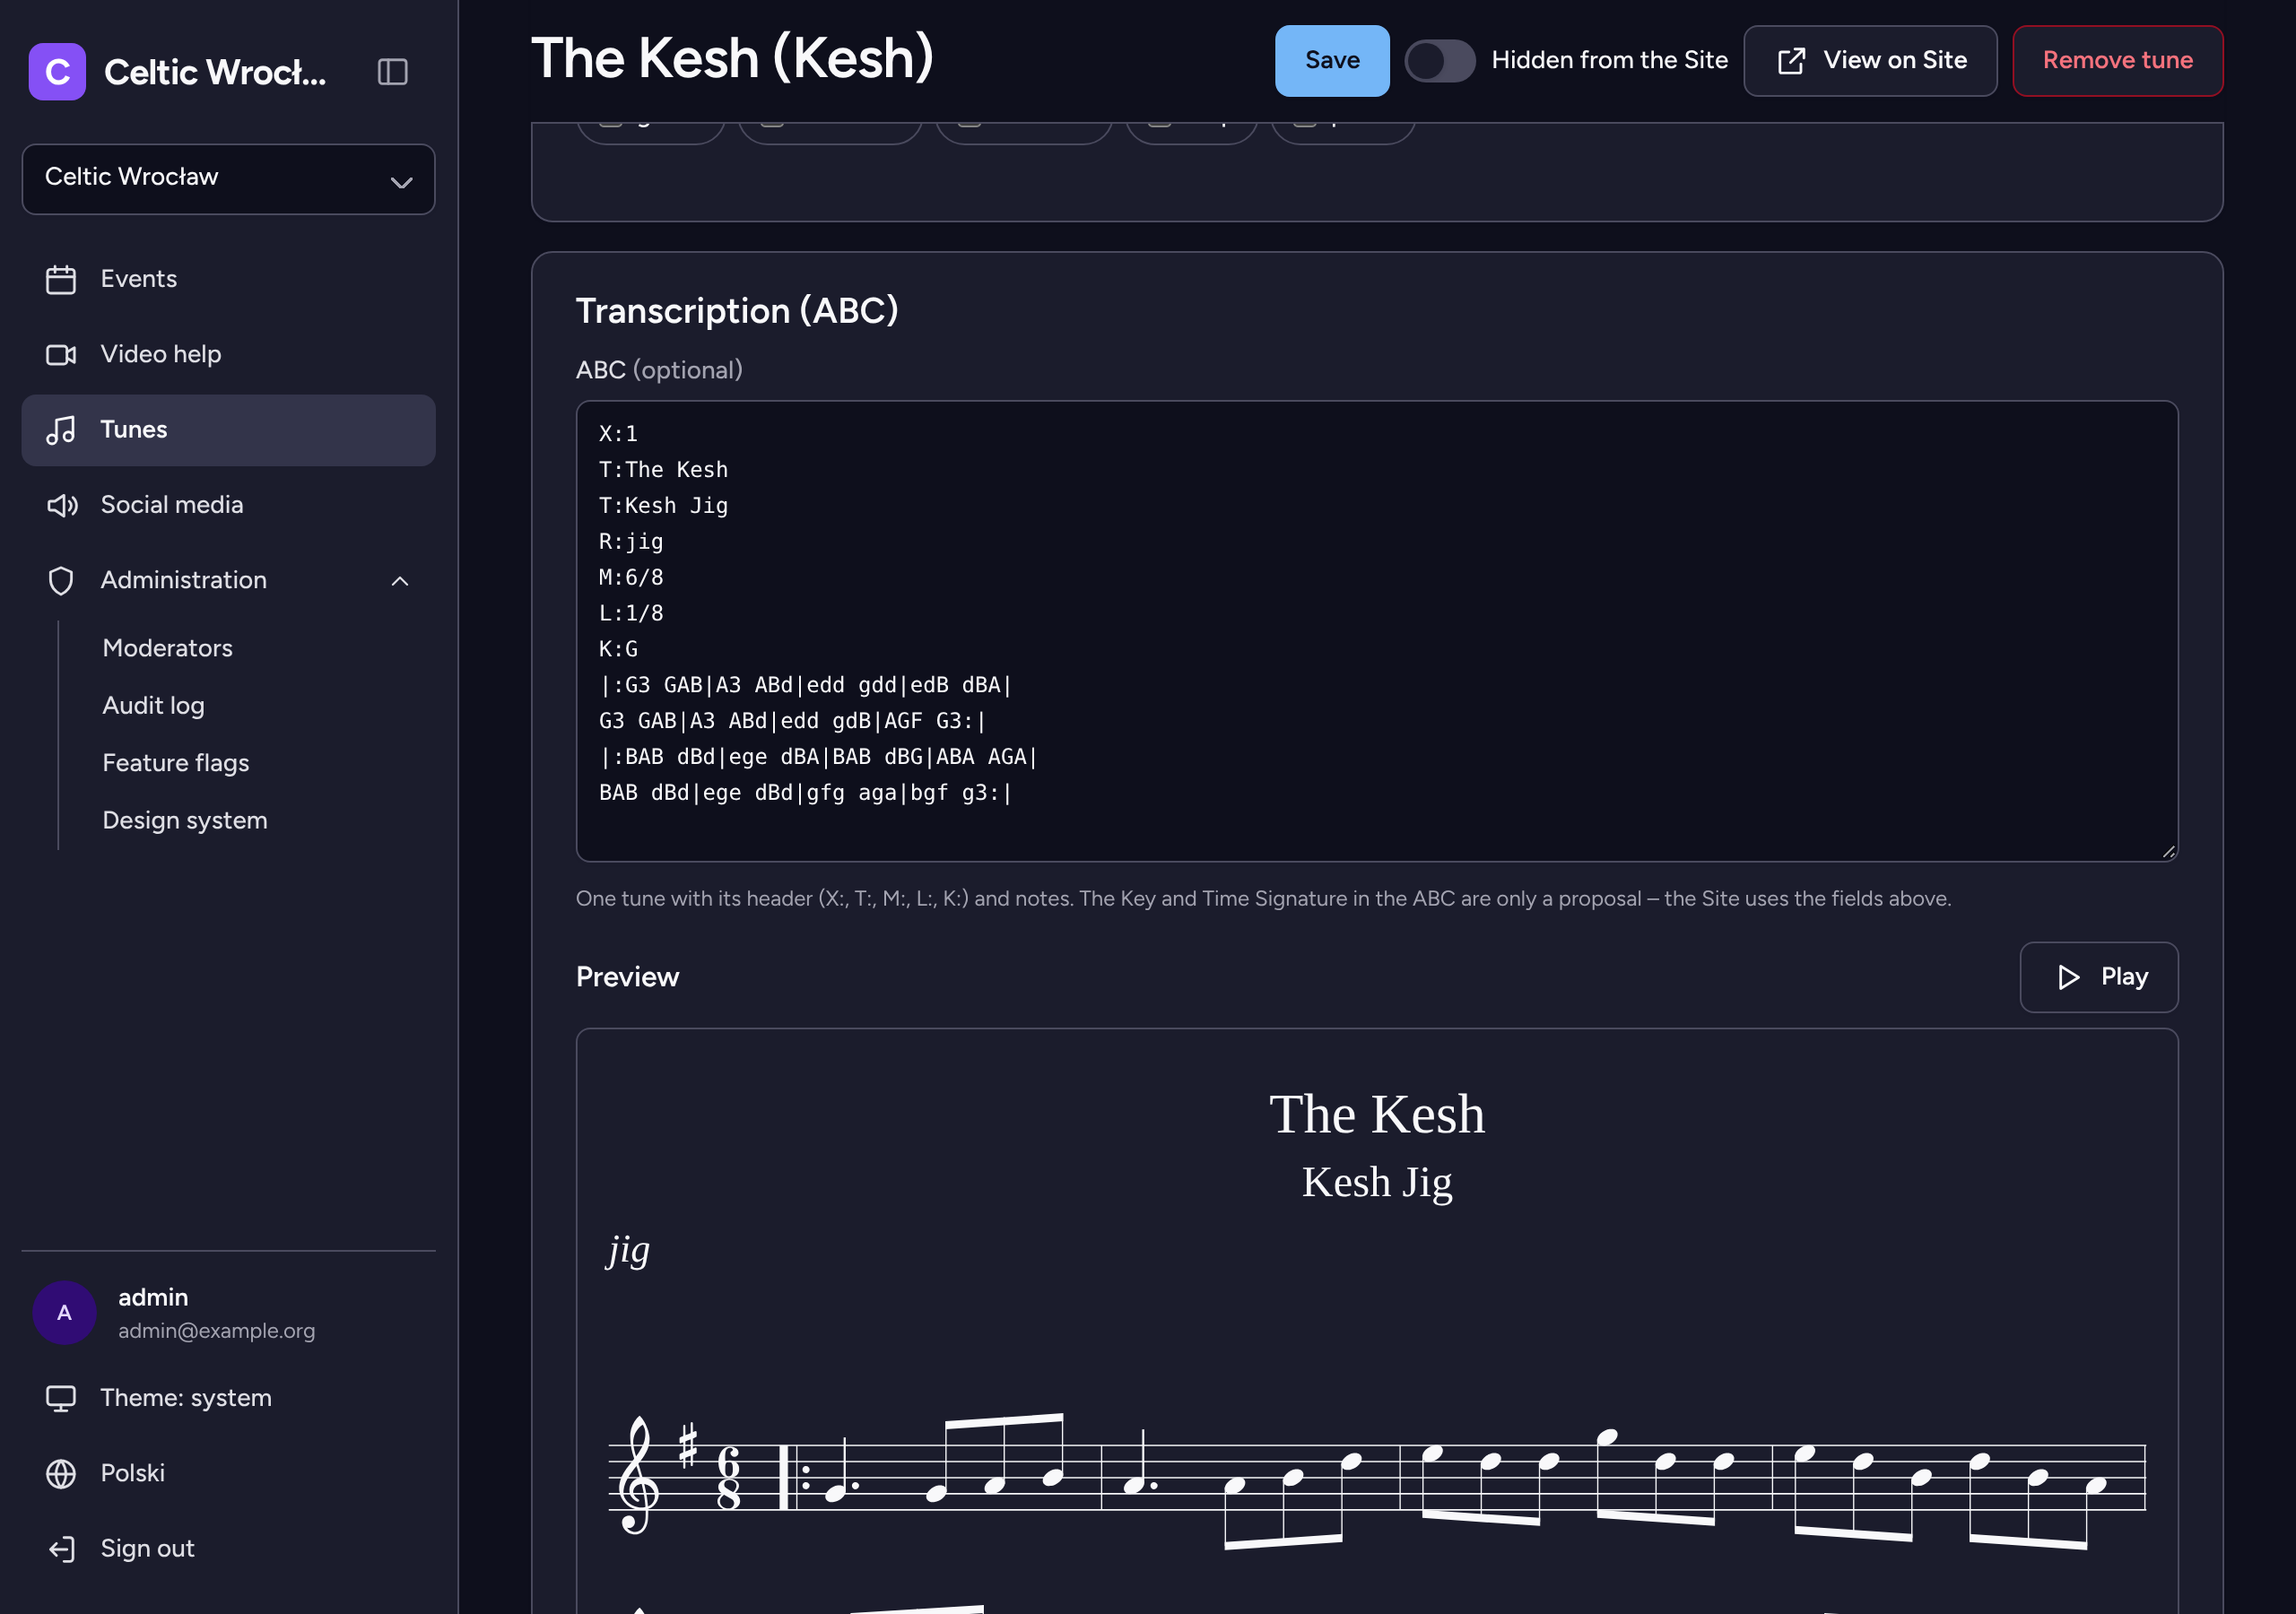 C
Celtic Wrocł...
Celtic Wrocław
Events
Video help
Tunes
Social media
Administration
Moderators
Audit log
Feature flags
Design system
A
admin
admin@example.org
Theme: system
Polski
Sign out
The Kesh (Kesh)
Save
Hidden from the Site
View on Site
Remove tune
Transcription (ABC)
ABC (optional)
X:1
T:The Kesh
T:Kesh Jig
R:jig
M:6/8
L:1/8
K:G
|:G3 GAB|A3 ABd|edd gdd|edB dBA|
G3 GAB|A3 ABd|edd gdB|AGF G3:|
|:BAB dBd|ege dBA|BAB dBG|ABA AGA|
BAB dBd|ege dBd|gfg aga|bgf g3:|
One tune with its header (X:, T:, M:, L:, K:) and notes. The Key and Time Signature in the ABC are only a proposal – the Site uses the fields above.
Preview
Play
The Kesh
Kesh Jig
jig
6
8